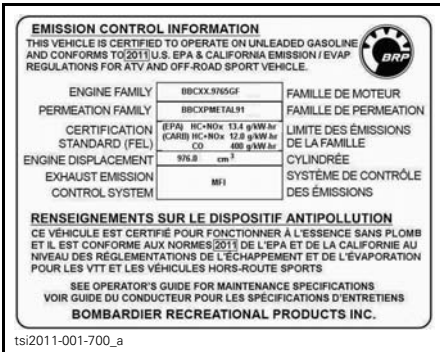 EMISSION CONTROL INFORMATION
THIS VEHICLE IS CERTIFIED TO OPERATE ON UNLEADED GASOLINE
AND CONFORMS TO 2011 U.S. EPA & CALIFORNIA EMISSION / EVAP
REGULATIONS FOR ATV AND OFF-ROAD SPORT VEHICLE.
BRP
ENGINE FAMILY BBCXX.9765GF FAMILLE DE MOTEUR
PERMEATION FAMILY BBCXPMETAL91 FAMILLE DE PERMEATION
CERTIFICATION (EPA) HC+NOx 13.4 g/kW-hr LIMITE DES ÉMISSIONS
STANDARD (FEL) (CARB) HC+NOx 12.0 g/kW-hr DE LA FAMILLE
CO 400 g/kW-hr
ENGINE DISPLACEMENT 976.0 cm³ CYLINDRÉE
EXHAUST EMISSION MFI SYSTÈME DE CONTRÔLE
CONTROL SYSTEM DES ÉMISSIONS
RENSEIGNEMENTS SUR LE DISPOSITIF ANTIPOLLUTION
CE VÉHICULE EST CERTIFIÉ POUR FONCTIONNER À L'ESSENCE SANS PLOMB
ET IL EST CONFORME AUX NORMES 2011 DE L'EPA ET DE LA CALIFORNIE AU
NIVEAU DES RÉGLEMENTATIONS DE L'ÉCHAPPEMENT ET DE L'ÉVAPORATION
POUR LES VTT ET LES VÉHICULES HORS-ROUTE SPORTS
SEE OPERATOR'S GUIDE FOR MAINTENANCE SPECIFICATIONS
VOIR GUIDE DU CONDUCTEUR POUR LES SPÉCIFICATIONS D'ENTRETIENS
BOMBARDIER RECREATIONAL PRODUCTS INC.
tsi2011-001-700_a